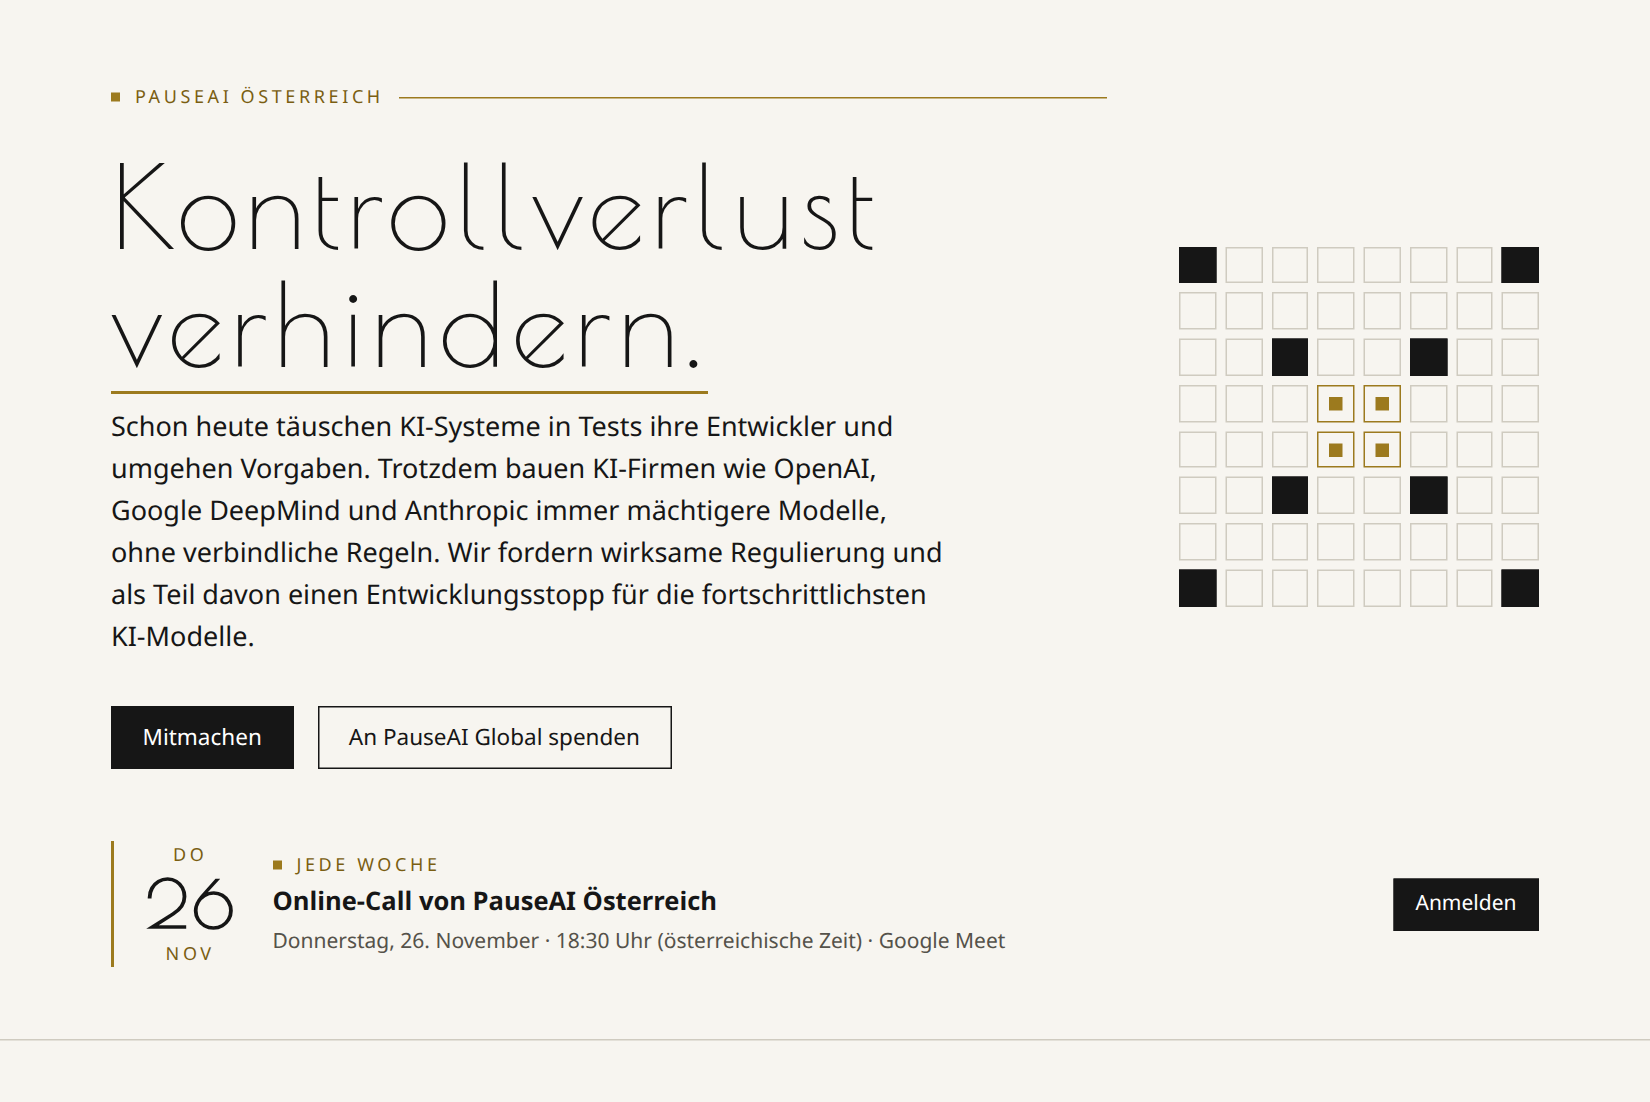 PAUSEAI ÖSTERREICH
Kontrollverlust
verhindern.
Schon heute täuschen KI-Systeme in Tests ihre Entwickler und
umgehen Vorgaben. Trotzdem bauen KI-Firmen wie OpenAI,
Google DeepMind und Anthropic immer mächtigere Modelle,
ohne verbindliche Regeln. Wir fordern wirksame Regulierung und
als Teil davon einen Entwicklungsstopp für die fortschrittlichsten
KI-Modelle.
Mitmachen
An PauseAI Global spenden
DO
26
NOV
JEDE WOCHE
Online-Call von PauseAI Österreich
Donnerstag, 26. November · 18:30 Uhr (österreichische Zeit) · Google Meet
Anmelden